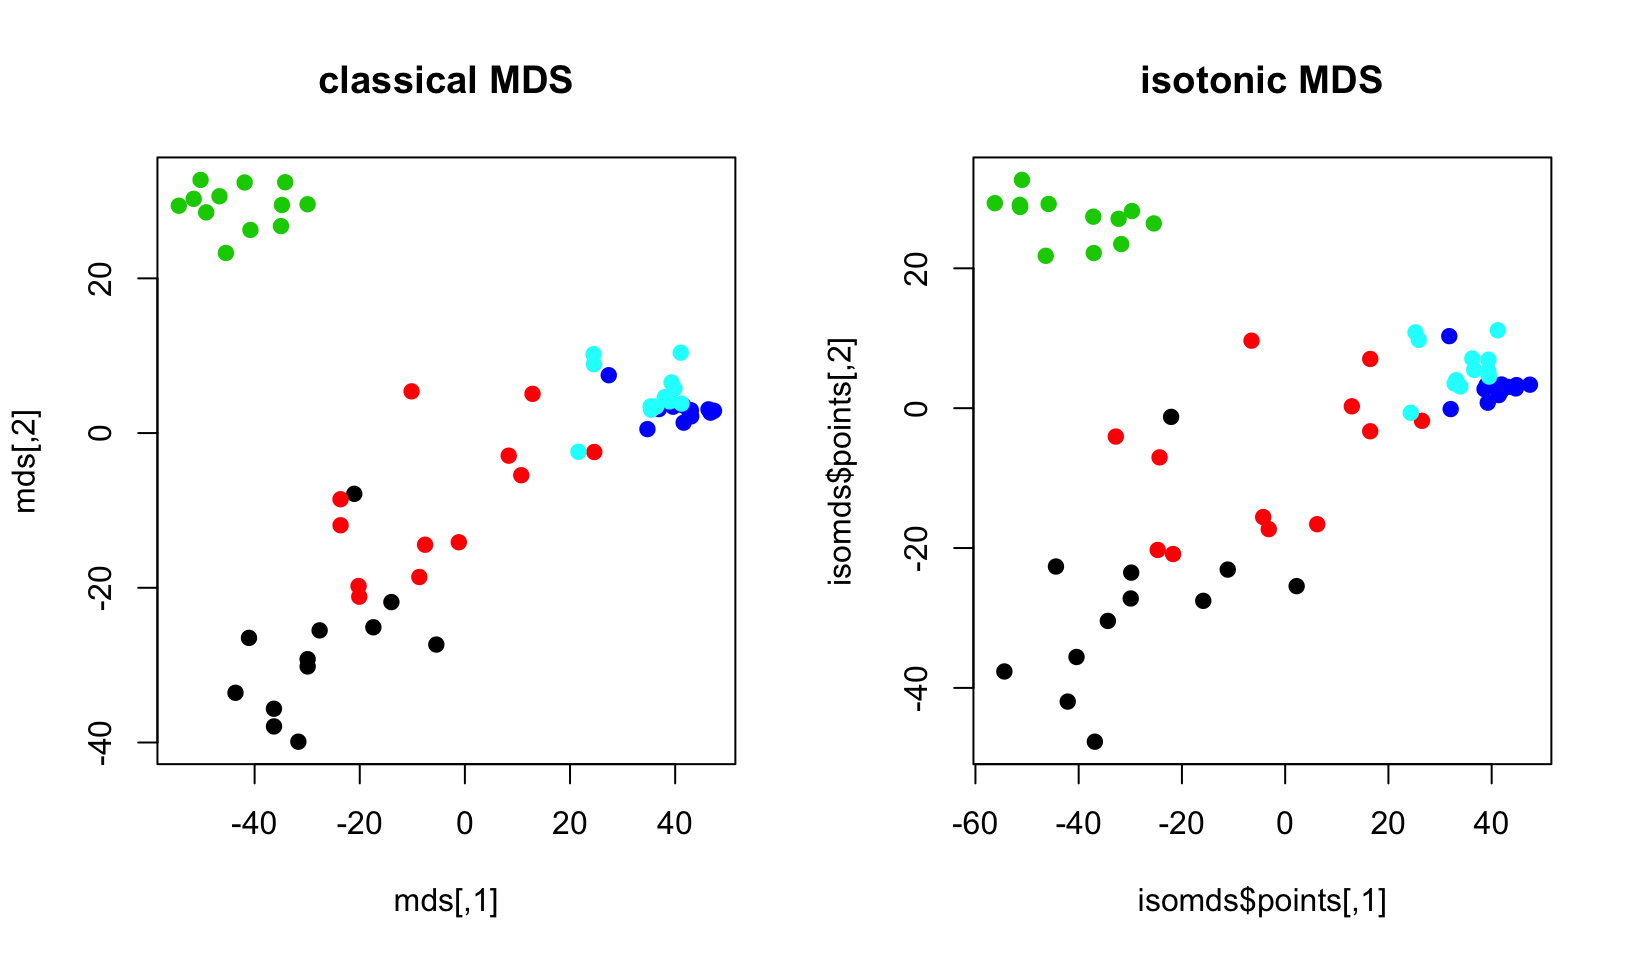 classical MDS
mds[,2]
20
0
-20
-40
-40 -20 0 20 40
mds[,1]
isotonic MDS
isomds$points[,2]
20
0
-20
-40
-60 -40 -20 0 20 40
isomds$points[,1]